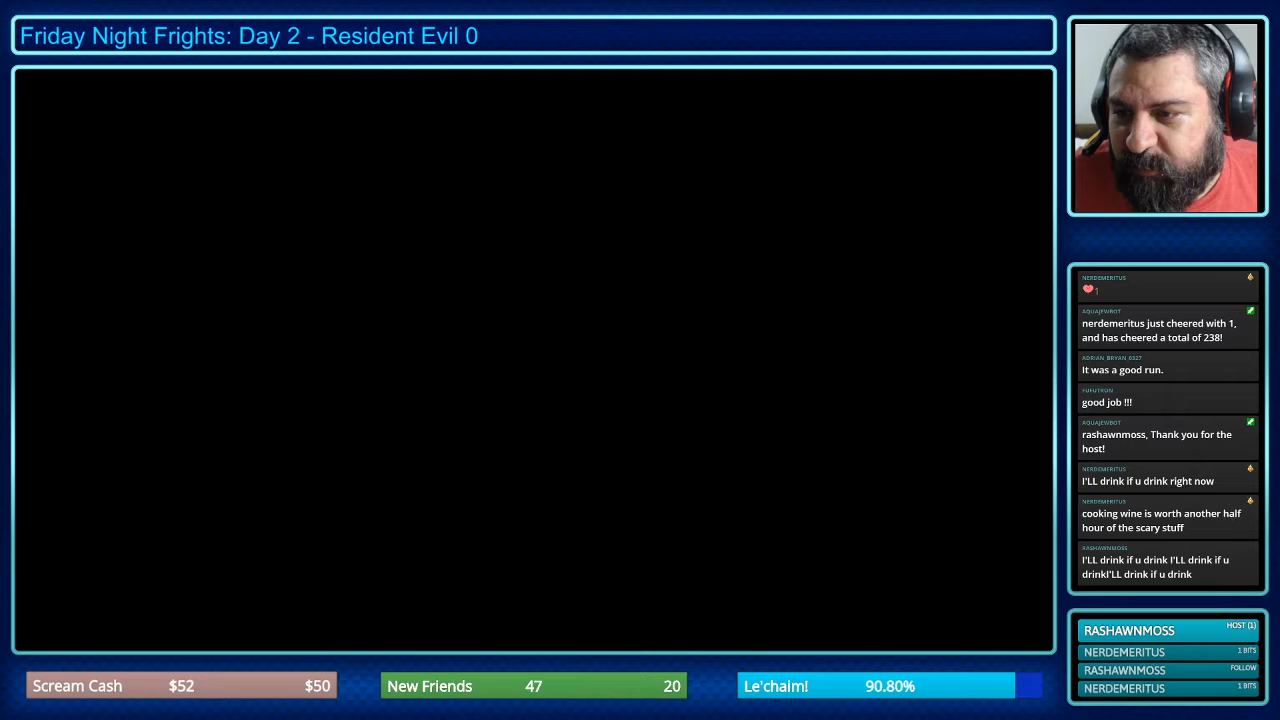 Friday Night Frights: Day 2 - Resident Evil 0
NERDEMERITUS
1
AQUAJEWBOT
nerdemeritus just cheered with 1,
and has cheered a total of 238!
ADRIAN_BRYAN_0327
It was a good run.
FUFUTRON
good job !!!
AQUAJEWBOT
rashawnmoss, Thank you for the
host!
NERDEMERITUS
I'LL drink if u drink right now
NERDEMERITUS
cooking wine is worth another half
hour of the scary stuff
RASHAWNMOSS
I'LL drink if u drink I'LL drink if u
drinkI'LL drink if u drink
RASHAWNMOSS HOST (1)
NERDEMERITUS 1 BITS
RASHAWNMOSS FOLLOW
NERDEMERITUS 1 BITS
Scream Cash $52 $50
New Friends 47 20
Le'chaim! 90.80%